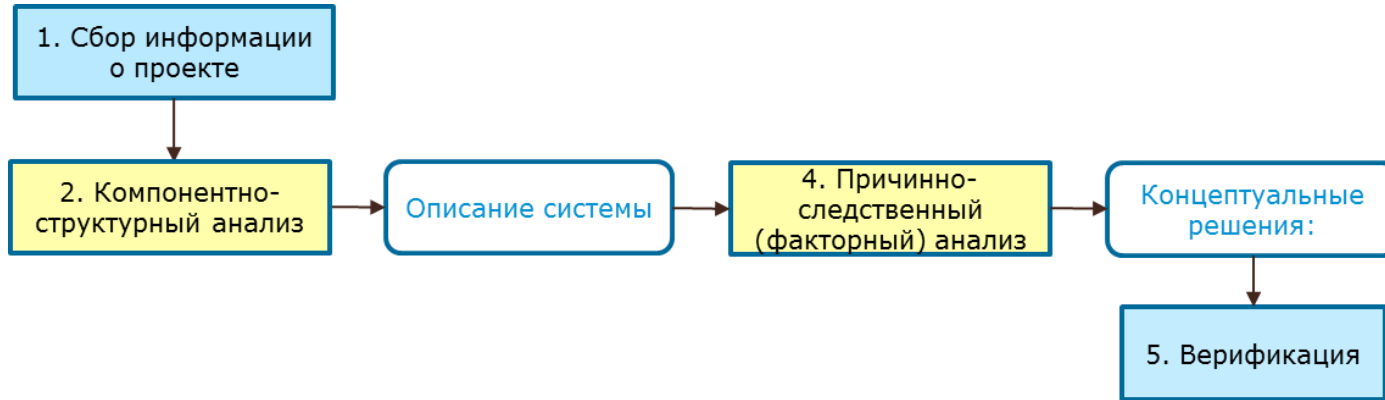 1. Сбор информации
о проекте
2. Компонентно-
структурный анализ
Описание системы
4. Причинно-
следственный
(факторный) анализ
Концептуальные
решения:
5. Верификация